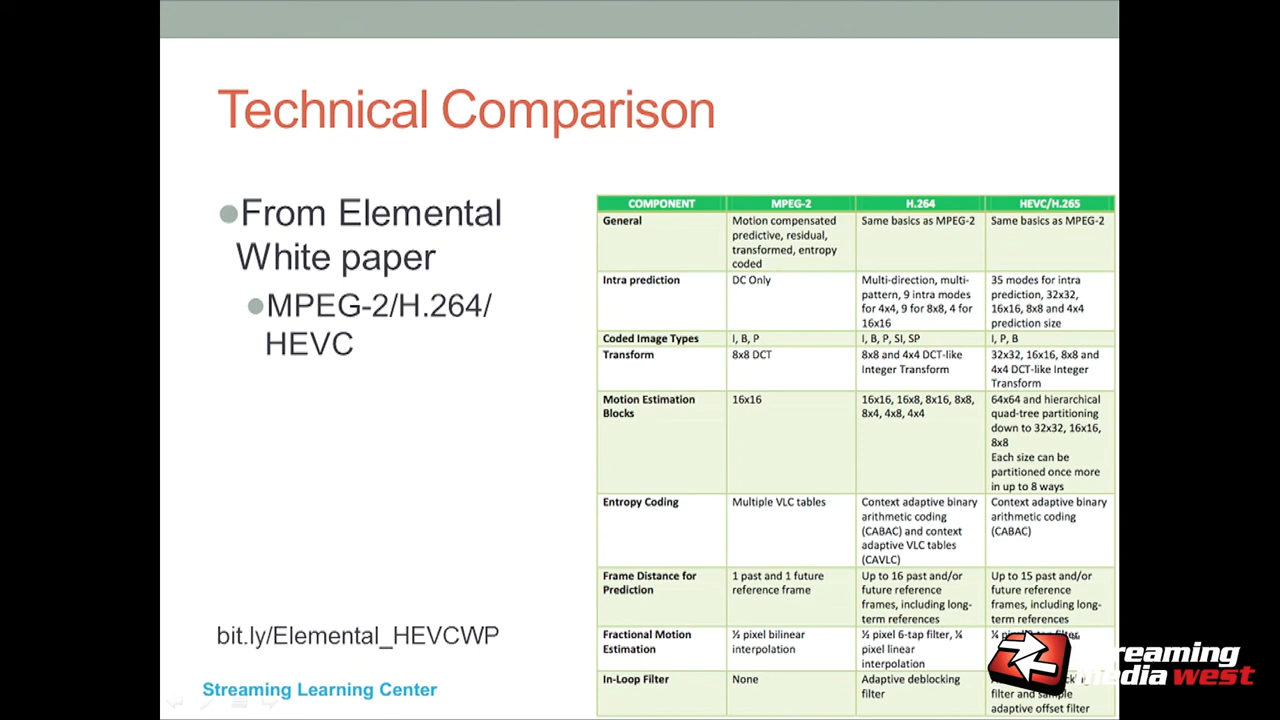 Technical Comparison
From Elemental
White paper
MPEG-2/H.264/
HEVC
bit.ly/Elemental_HEVCWP
Streaming Learning Center
COMPONENT MPEG-2 H.264 HEVC/H.265
General
Motion compensated
predictive, residual,
transformed, entropy
coded
Same basics as MPEG-2
Same basics as MPEG-2
Intra prediction
DC Only
Multi-direction, multi-
pattern, 9 intra modes
for 4x4, 9 for 8x8, 4 for
16x16
35 modes for intra
prediction, 32x32,
16x16, 8x8 and 4x4
prediction size
Coded Image Types
I, B, P
I, B, P, SI, SP
I, P, B
Transform
8x8 DCT
8x8 and 4x4 DCT-like
Integer Transform
32x32, 16x16, 8x8 and
4x4 DCT-like Integer
Transform
Motion Estimation
Blocks
16x16
16x16, 16x8, 8x16, 8x8,
8x4, 4x8, 4x4
64x64 and hierarchical
quad-tree partitioning
down to 32x32, 16x16,
8x8
Each size can be
partitioned once more
in up to 8 ways
Entropy Coding
Multiple VLC tables
Context adaptive binary
arithmetic coding
(CABAC) and context
adaptive VLC tables
(CAVLC)
Context adaptive binary
arithmetic coding
(CABAC)
Frame Distance for
Prediction
1 past and 1 future
reference frame
Up to 16 past and/or
future reference
frames, including long-
term references
Up to 15 past and/or
future reference
frames, including long-
term references
Fractional Motion
Estimation
½ pixel bilinear
interpolation
½ pixel 6-tap filter, ¼
pixel linear
interpolation
¼
In-Loop Filter
None
Adaptive deblocking
filter
filter and sample
adaptive offset filter
streaming
media west